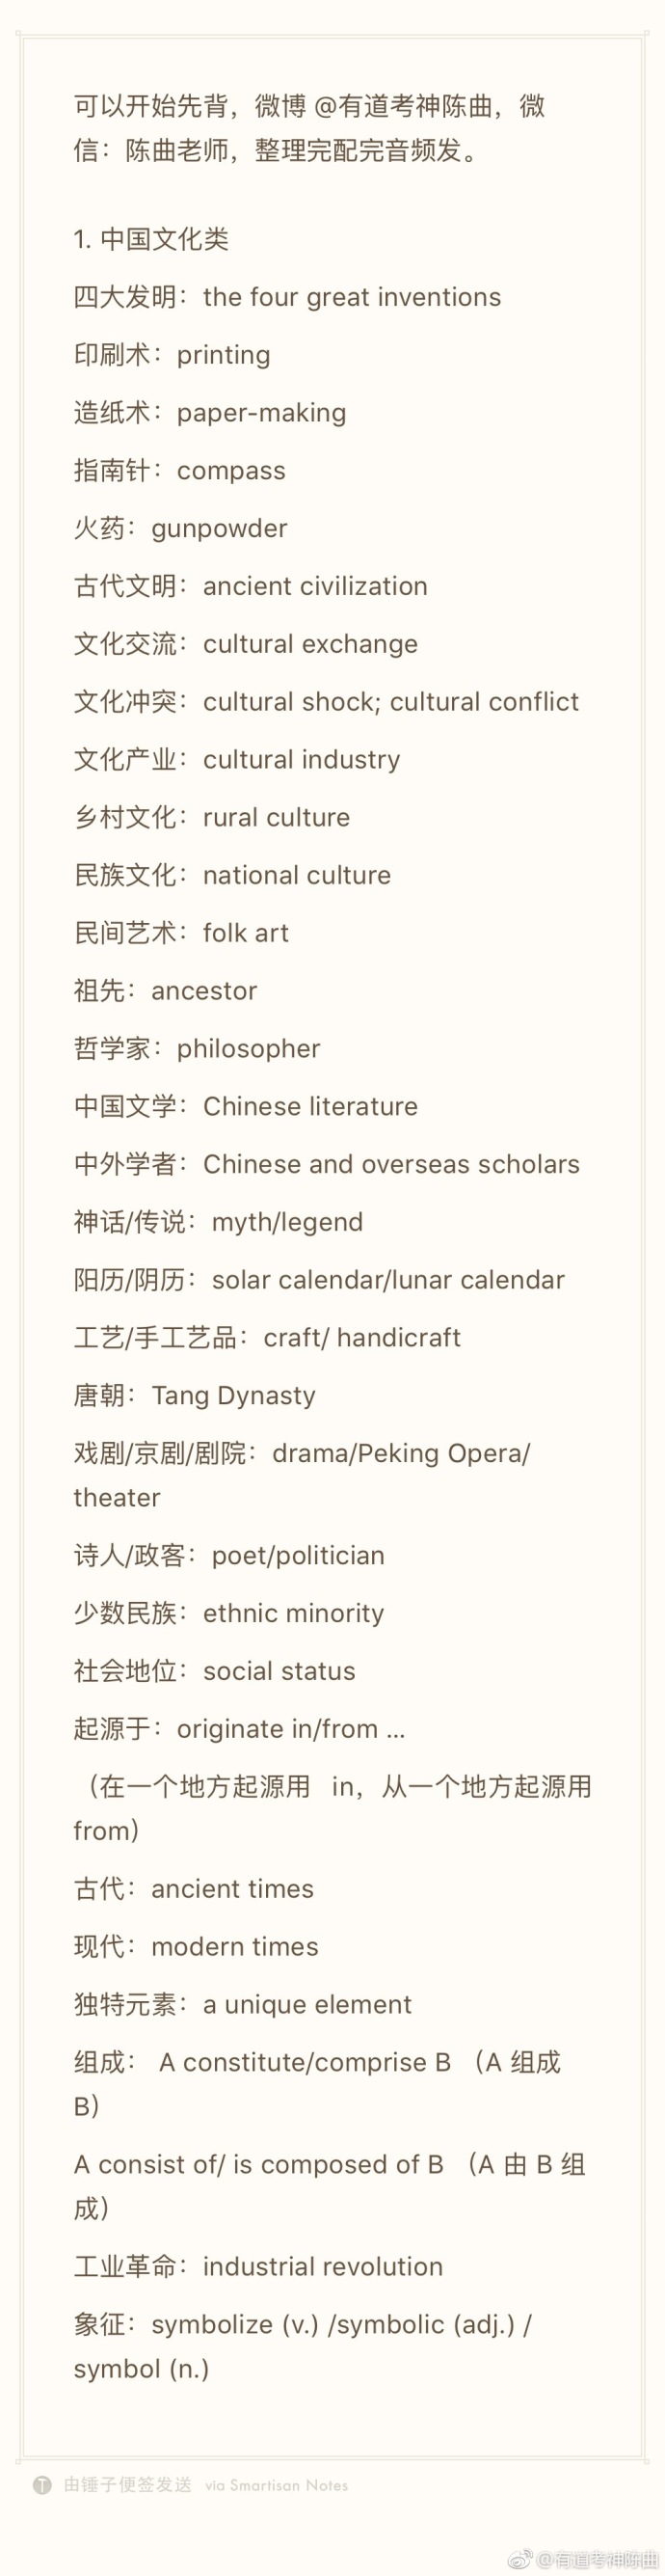 可以开始先背，微博 @有道考神陈曲，微
信：陈曲老师，整理完配完音频发。
1. 中国文化类
四大发明：the four great inventions
印刷术：printing
造纸术：paper-making
指南针：compass
火药：gunpowder
古代文明：ancient civilization
文化交流：cultural exchange
文化冲突：cultural shock; cultural conflict
文化产业：cultural industry
乡村文化：rural culture
民族文化：national culture
民间艺术：folk art
祖先：ancestor
哲学家：philosopher
中国文学：Chinese literature
中外学者：Chinese and overseas scholars
神话/传说：myth/legend
阳历/阴历：solar calendar/lunar calendar
工艺/手工艺品：craft/ handicraft
唐朝：Tang Dynasty
戏剧/京剧/剧院：drama/Peking Opera/
theater
诗人/政客：poet/politician
少数民族：ethnic minority
社会地位：social status
起源于：originate in/from ...
（在一个地方起源用 in，从一个地方起源用
from）
古代：ancient times
现代：modern times
独特元素：a unique element
组成： A constitute/comprise B （A 组成
B）
A consist of/ is composed of B （A 由 B 组
成）
工业革命：industrial revolution
象征：symbolize (v.) /symbolic (adj.) /
symbol (n.)
由锤子便签发送 via Smartisan Notes
@有道考神陈曲